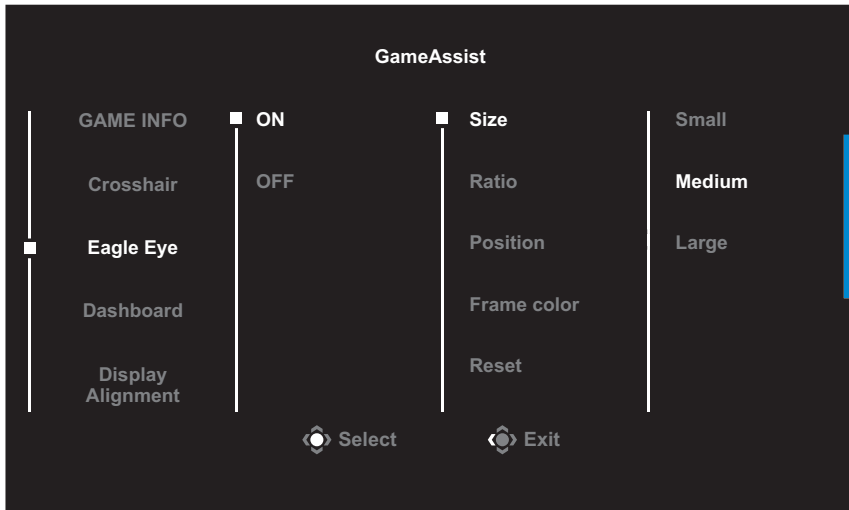 GameAssist
GAME INFO
Crosshair
Eagle Eye
Dashboard
Display
Alignment
ON
OFF
Size
Ratio
Position
Frame color
Reset
Small
Medium
Large
Select
Exit